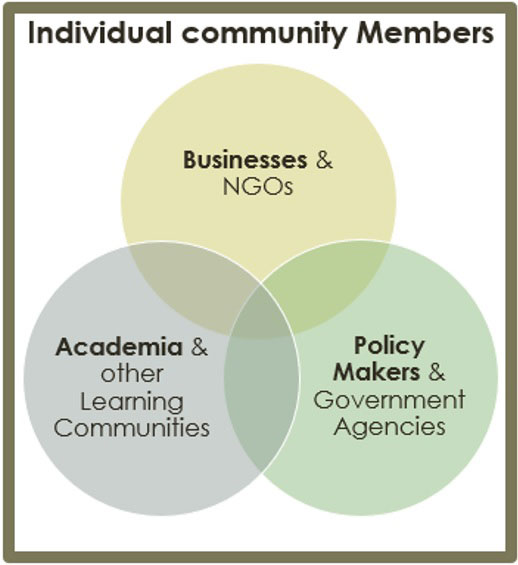 Individual community Members
Businesses &
NGOs
Academia &
other
Learning
Communities
Policy
Makers &
Government
Agencies